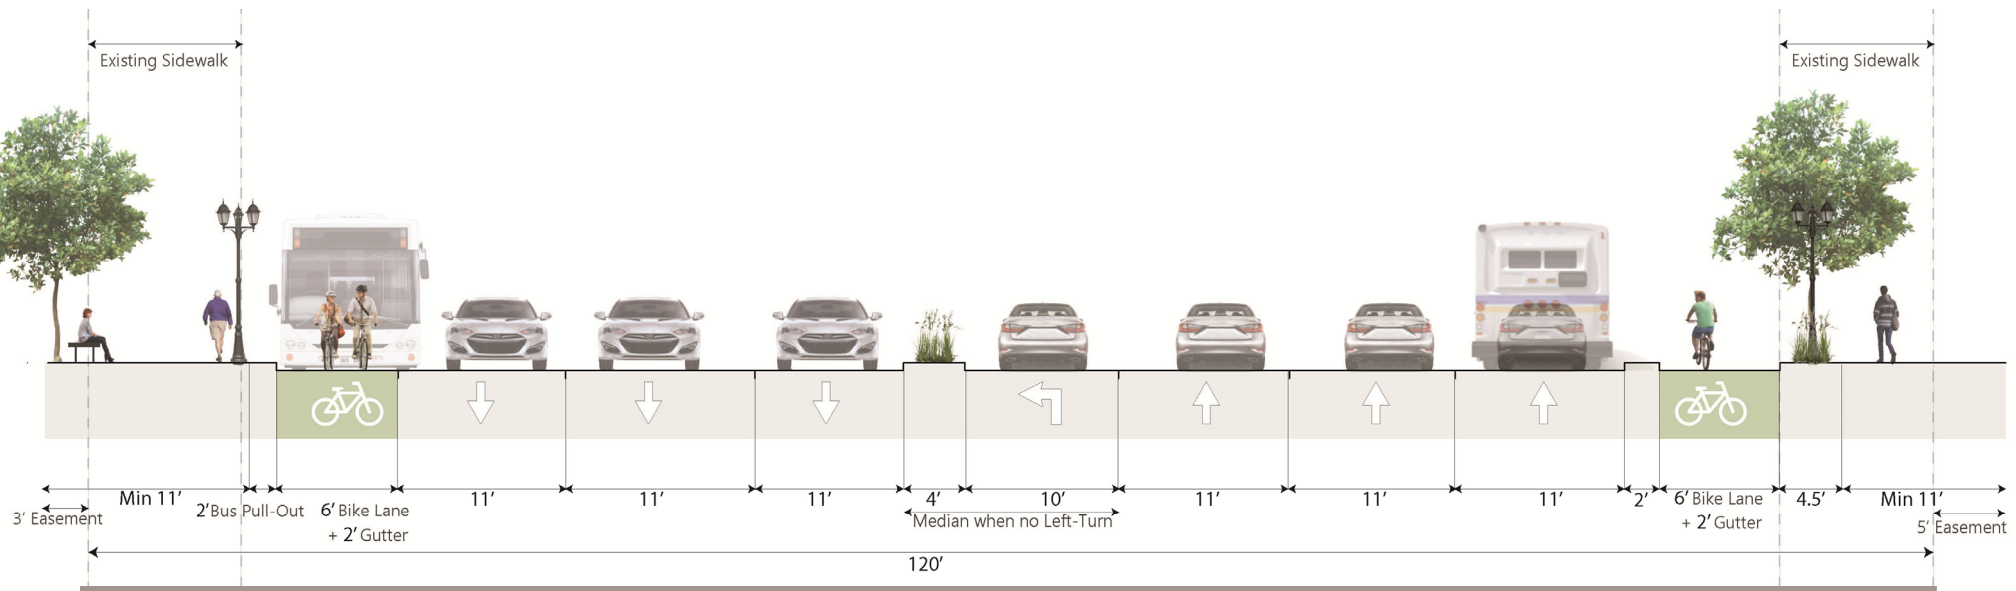 Existing Sidewalk
Existing Sidewalk
Min 11'
2' Bus Pull-Out
6' Bike Lane
+ 2' Gutter
11'
11'
11'
4'
10'
11'
11'
11'
2'
6' Bike Lane
+ 2' Gutter
4.5'
Min 11'
3' Easement
Median when no Left-Turn
5' Easement
120'